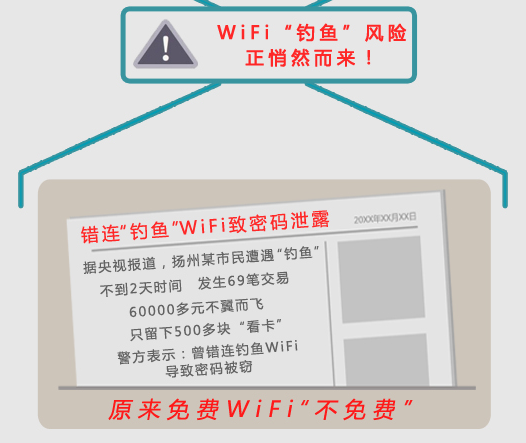 WiFi“钓鱼”风险
正悄然而来！
错连“钓鱼”WiFi致密码泄露
20XX年XX月XX日
据央视报道，扬州某市民遭遇“钓鱼”
不到2天时间 发生69笔交易
60000多元不翼而飞
只留下500多块“看卡”
警方表示：曾错连钓鱼WiFi
导致密码被窃
原来免费WiFi“不免费”